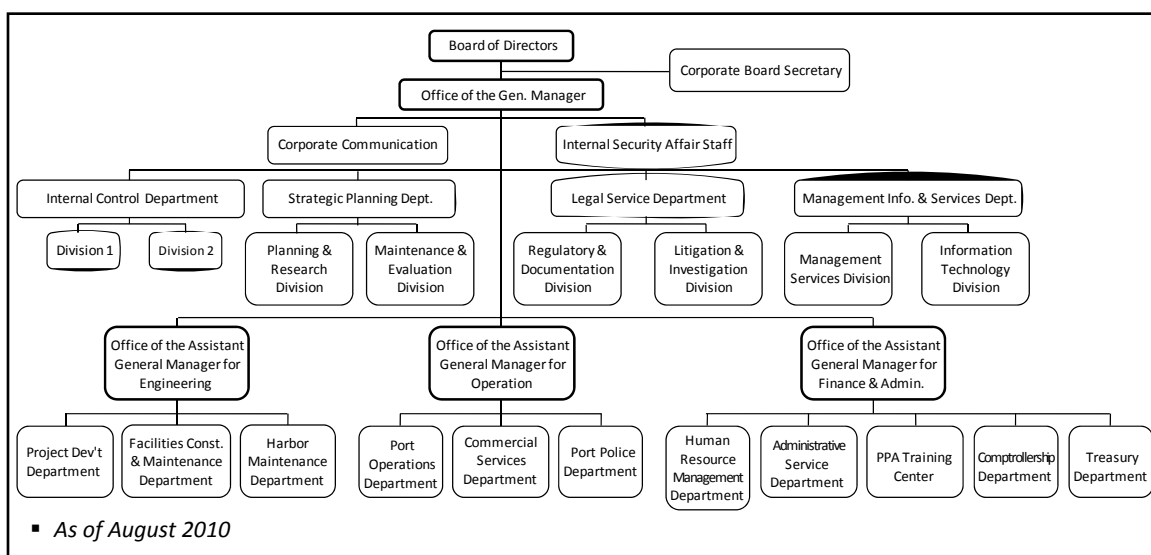 Board of Directors
Corporate Board Secretary
Office of the Gen. Manager
Corporate Communication
Internal Security Affair Staff
Internal Control Department
Strategic Planning Dept.
Legal Service Department
Management Info. & Services Dept.
Division 1
Division 2
Planning &
Research
Division
Maintenance &
Evaluation
Division
Regulatory &
Documentation
Division
Litigation &
Investigation
Division
Management
Services Division
Information
Technology
Division
Office of the Assistant
General Manager for
Engineering
Office of the Assistant
General Manager for
Operation
Office of the Assistant
General Manager for
Finance & Admin.
Project Dev't
Department
Facilities Const.
& Maintenance
Department
Harbor
Maintenance
Department
Port
Operations
Department
Commercial
Services
Department
Port Police
Department
Human
Resource
Management
Department
Administrative
Service
Department
PPA Training
Center
Comptrollership
Department
Treasury
Department
▪ As of August 2010